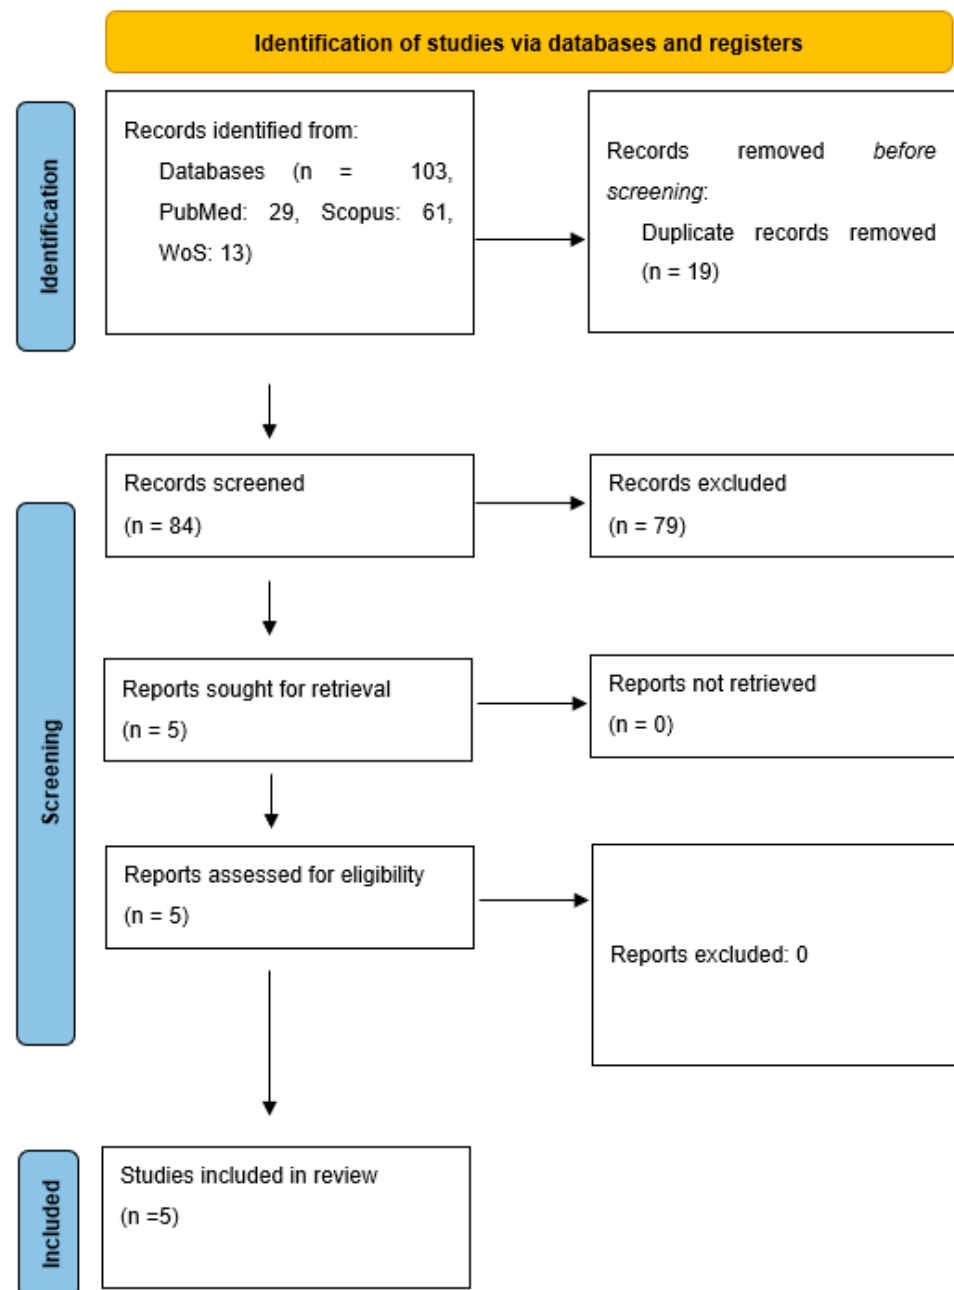 Identification of studies via databases and registers
Identification
Records identified from:
Databases (n = 103,
PubMed: 29, Scopus: 61,
WoS: 13)
Records removed before
screening:
Duplicate records removed
(n = 19)
Screening
Records screened
(n = 84)
Records excluded
(n = 79)
Reports sought for retrieval
(n = 5)
Reports not retrieved
(n = 0)
Reports assessed for eligibility
(n = 5)
Reports excluded: 0
Included
Studies included in review
(n =5)